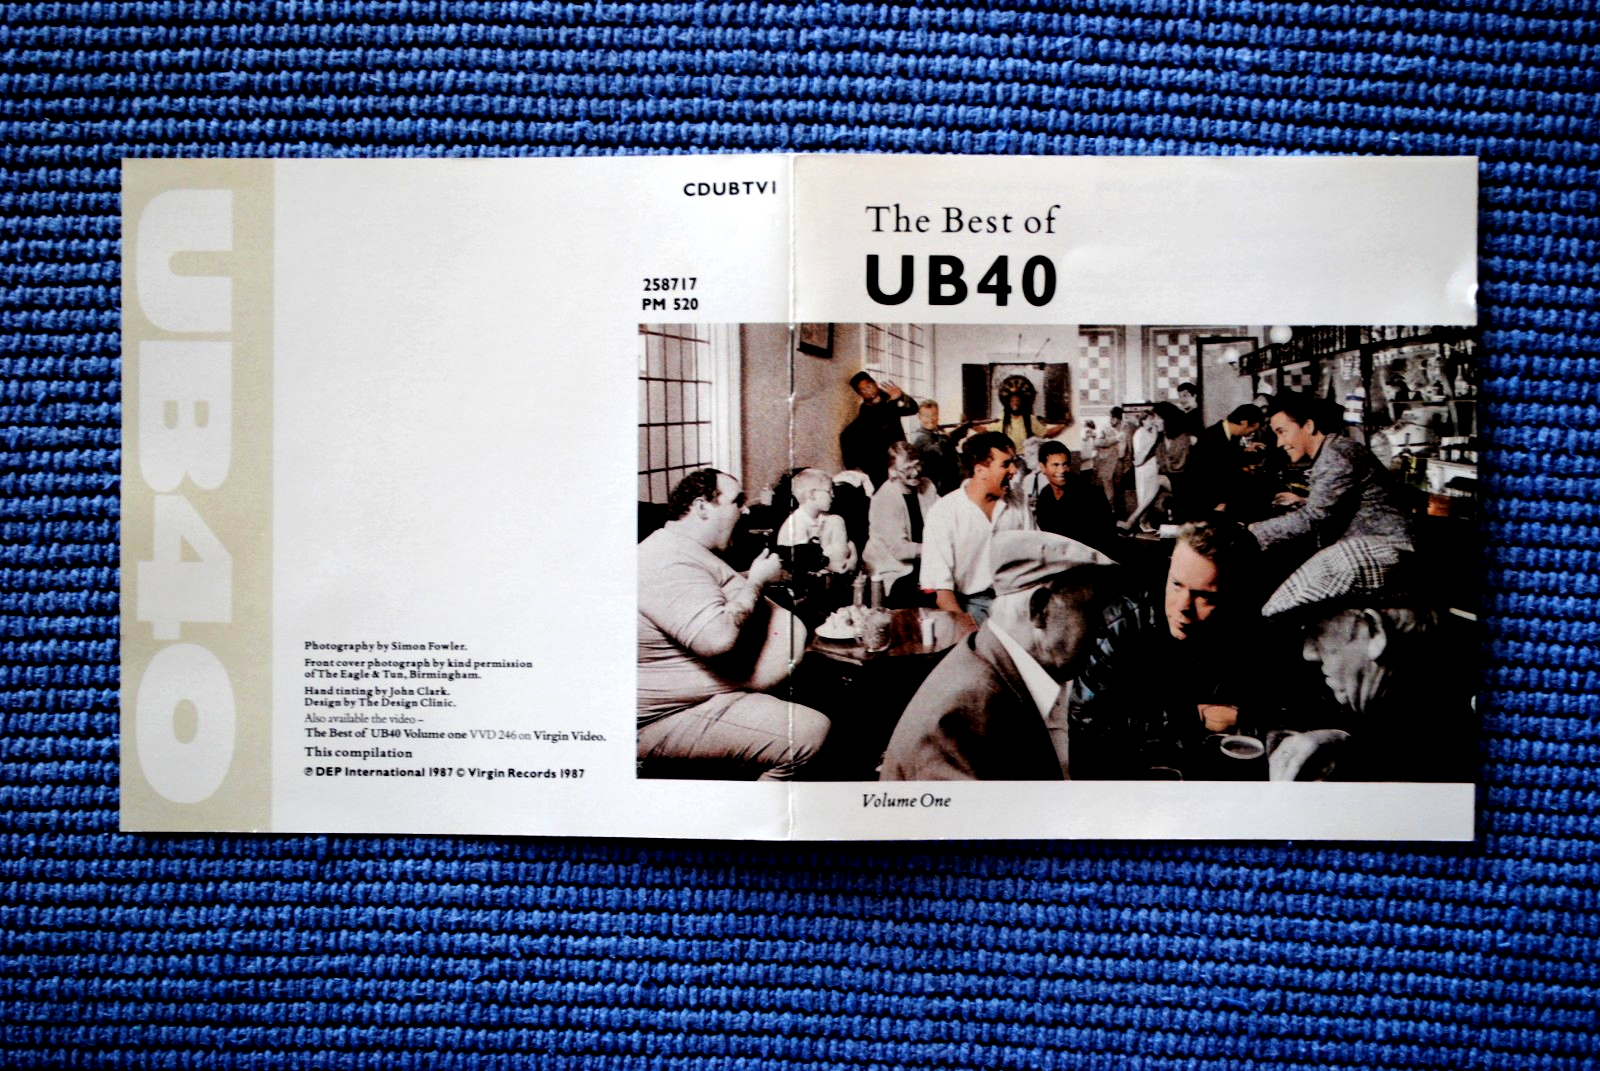 UB40
CDUBTV1
258717
PM 520
Photography by Simon Fowler.
Front cover photograph by kind permission
of The Eagle & Tun, Birmingham.
Hand tinting by John Clark.
Design by The Design Clinic.
Also available the video –
The Best of UB40 Volume one VVD 246 on Virgin Video.
This compilation
℗ DEP International 1987 © Virgin Records 1987
The Best of
UB40
Volume One